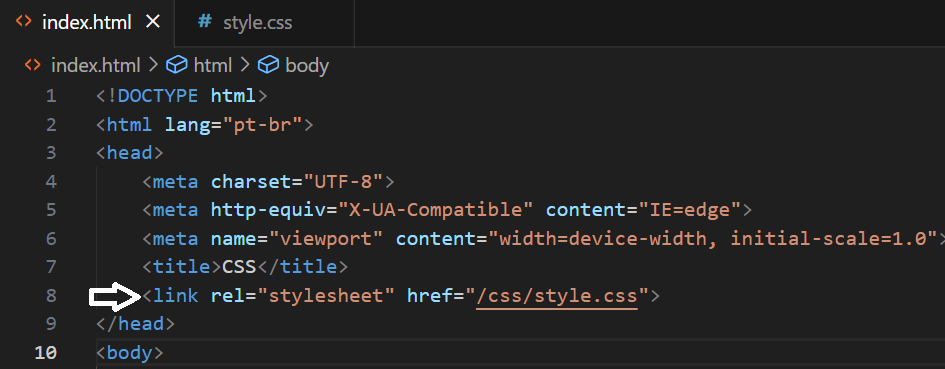 index.html × # style.css
index.html > html > body
1 <!DOCTYPE html>
2 <html lang="pt-br">
3 <head>
4 <meta charset="UTF-8">
5 <meta http-equiv="X-UA-Compatible" content="IE=edge">
6 <meta name="viewport" content="width=device-width, initial-scale=1.0">
7 <title>CSS</title>
8 <link rel="stylesheet" href="/css/style.css">
9 </head>
10 <body>